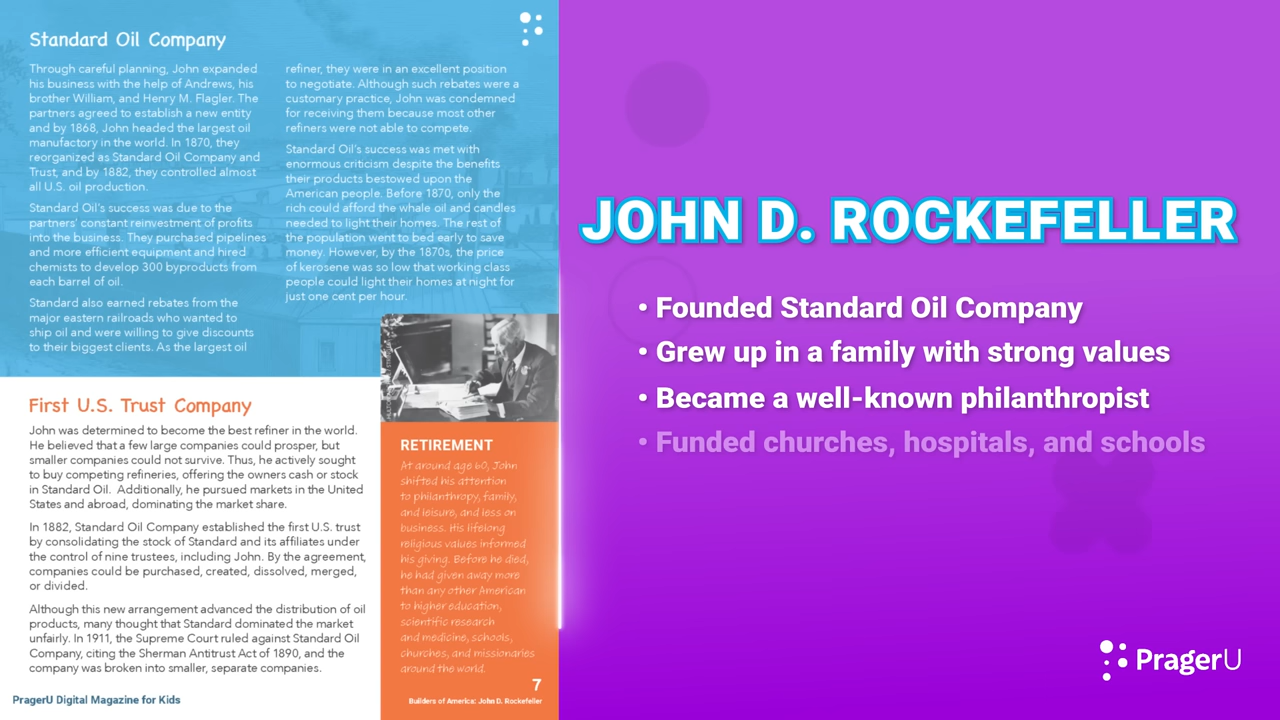 Standard Oil Company
Through careful planning, John expanded
his business with the help of Andrews, his
brother William, and Henry M. Flagler. The
partners agreed to establish a new entity
and by 1868, John headed the largest oil
manufactory in the world. In 1870, they
reorganized as Standard Oil Company and
Trust, and by 1882, they controlled almost
all U.S. oil production.
Standard Oil's success was due to the
partners' constant reinvestment of profits
into the business. They purchased pipelines
and more efficient equipment and hired
chemists to develop 300 byproducts from
each barrel of oil.
Standard also earned rebates from the
major eastern railroads who wanted to
ship oil and were willing to give discounts
to their biggest clients. As the largest oil
refiner, they were in an excellent position
to negotiate. Although such rebates were a
customary practice, John was condemned
for receiving them because most other
refiners were not able to compete.
Standard Oil's success was met with
enormous criticism despite the benefits
their products bestowed upon the
American people. Before 1870, only the
rich could afford the whale oil and candles
needed to light their homes. The rest of
the population went to bed early to save
money. However, by the 1870s, the price
of kerosene was so low that working class
people could light their homes at night for
just one cent per hour.
First U.S. Trust Company
John was determined to become the best refiner in the world.
He believed that a few large companies could prosper, but
smaller companies could not survive. Thus, he actively sought
to buy competing refineries, offering the owners cash or stock
in Standard Oil. Additionally, he pursued markets in the United
States and abroad, dominating the market share.
In 1882, Standard Oil Company established the first U.S. trust
by consolidating the stock of Standard and its affiliates under
the control of nine trustees, including John. By the agreement,
companies could be purchased, created, dissolved, merged,
or divided.
Although this new arrangement advanced the distribution of oil
products, many thought that Standard dominated the market
unfairly. In 1911, the Supreme Court ruled against Standard Oil
Company, citing the Sherman Antitrust Act of 1890, and the
company was broken into smaller, separate companies.
RETIREMENT
At around age 60, John
shifted his attention
to philanthropy, family,
and leisure, and less on
business. His lifelong
religious values informed
his giving. Before he died,
he had given away more
than any other American
to higher education,
scientific research
and medicine, schools,
churches, and missionaries
around the world.
7
PragerU Digital Magazine for Kids
Builders of America: John D. Rockefeller
JOHN D. ROCKEFELLER
• Founded Standard Oil Company
• Grew up in a family with strong values
• Became a well-known philanthropist
• Funded churches, hospitals, and schools
PragerU